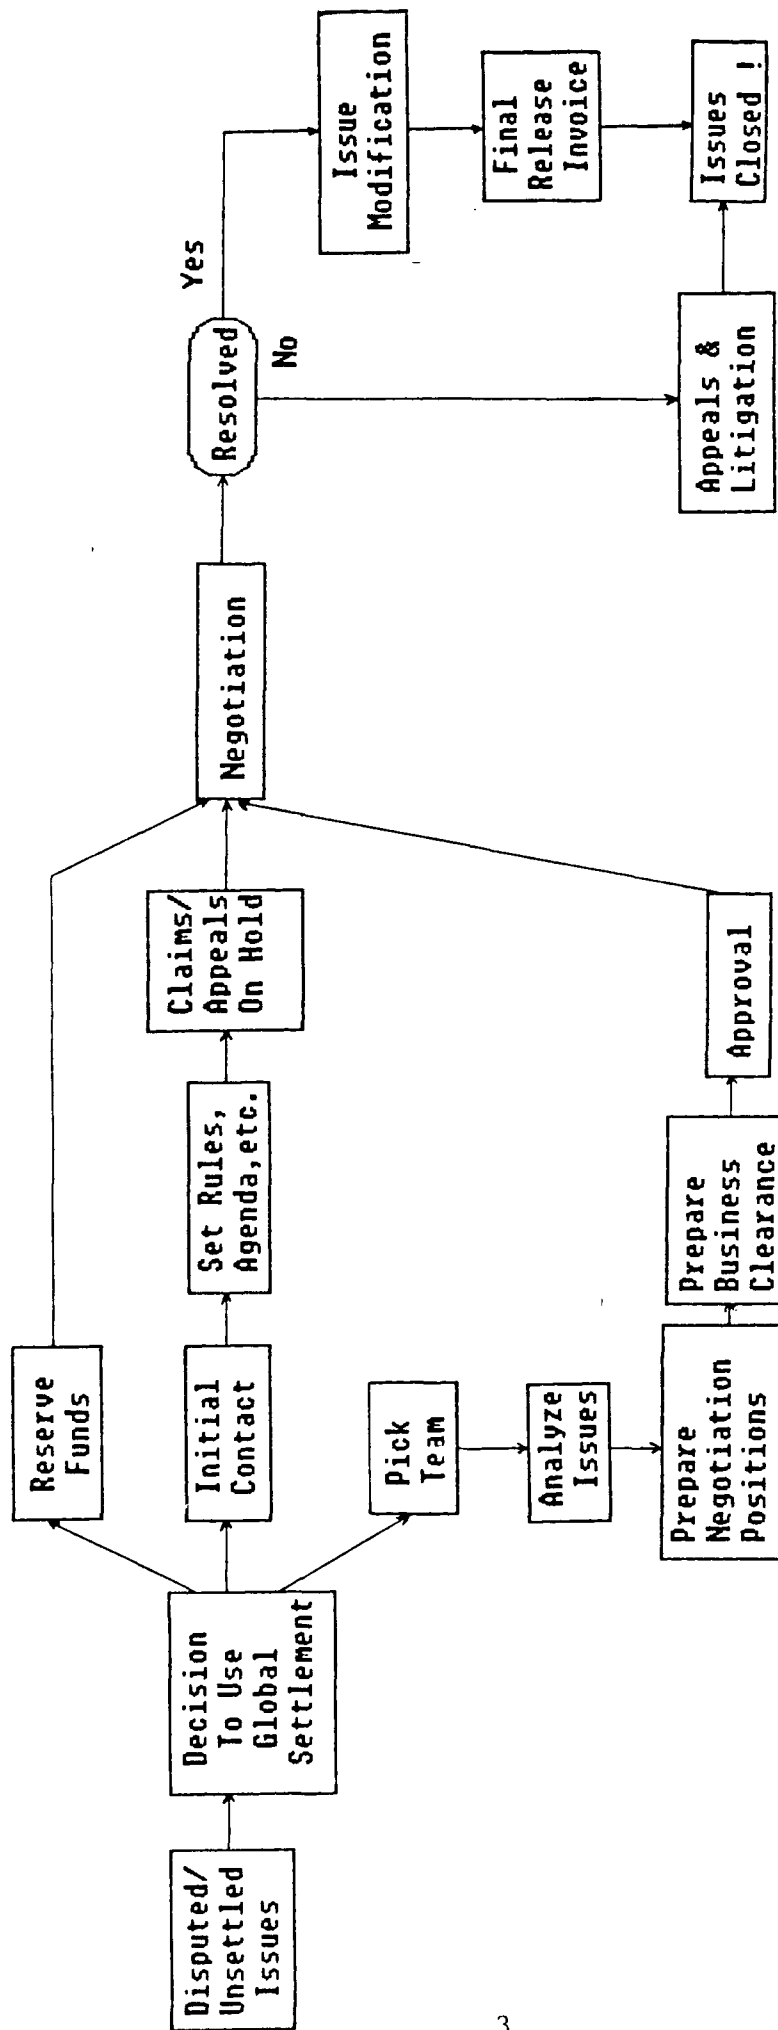 Disputed/
Unsettled
Issues
Decision
To Use
Global
Settlement
Reserve
Funds
Initial
Contact
Set Rules,
Agenda,etc.
Claims/
Appeals
On Hold
Pick
Team
Analyze
Issues
Prepare
Negotiation
Positions
Prepare
Business
Clearance
Approval
Negotiation
Resolved
Yes
No
Issue
Modification
Final
Release
Invoice
Appeals &
Litigation
Issues
Closed !
3